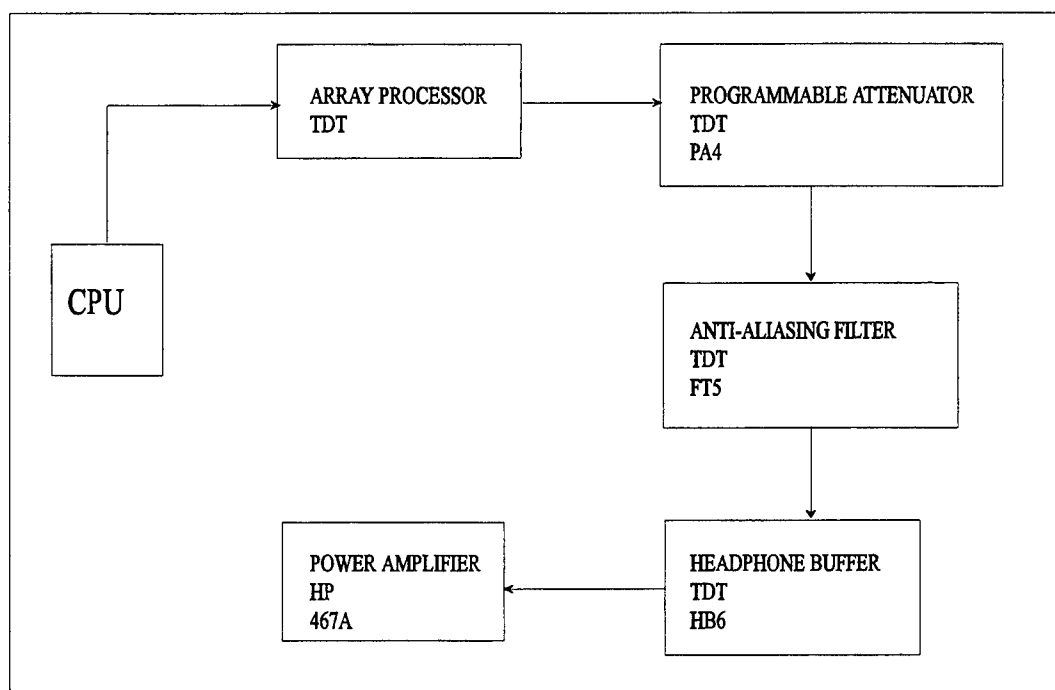 CPU
ARRAY PROCESSOR
TDT
PROGRAMMABLE ATTENUATOR
TDT
PA4
ANTI-ALIASING FILTER
TDT
FT5
HEADPHONE BUFFER
TDT
HB6
POWER AMPLIFIER
HP
467A